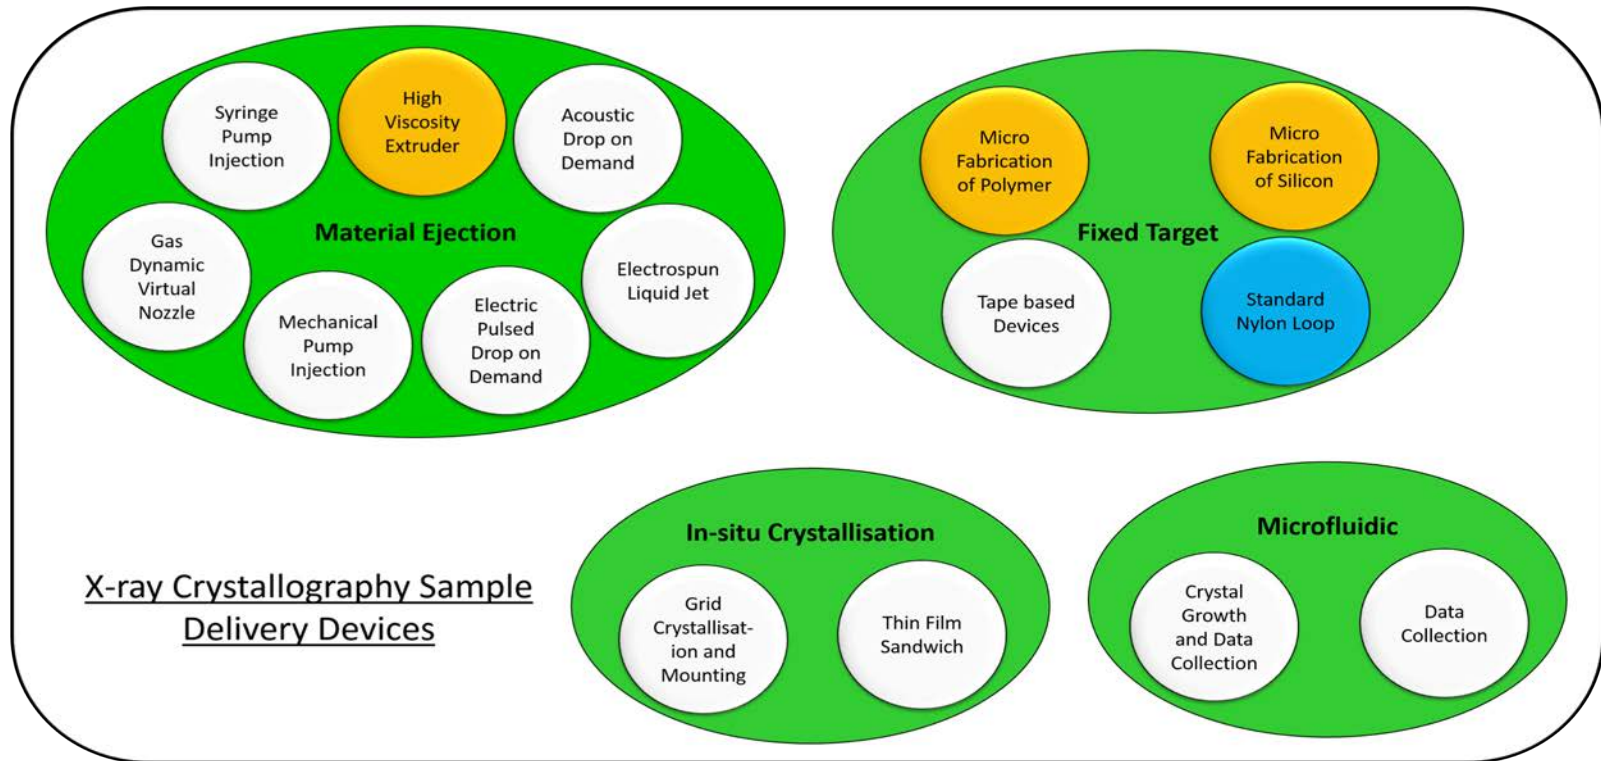 Syringe
Pump
Injection
High
Viscosity
Extruder
Acoustic
Drop on
Demand
Material Ejection
Gas
Dynamic
Virtual
Nozzle
Mechanical
Pump
Injection
Electric
Pulsed
Drop on
Demand
Electrospun
Liquid Jet
Micro
Fabrication
of Polymer
Micro
Fabrication
of Silicon
Fixed Target
Tape based
Devices
Standard
Nylon Loop
X-ray Crystallography Sample
Delivery Devices
In-situ Crystallisation
Grid
Crystallisat-
ion and
Mounting
Thin Film
Sandwich
Microfluidic
Crystal
Growth
and Data
Collection
Data
Collection